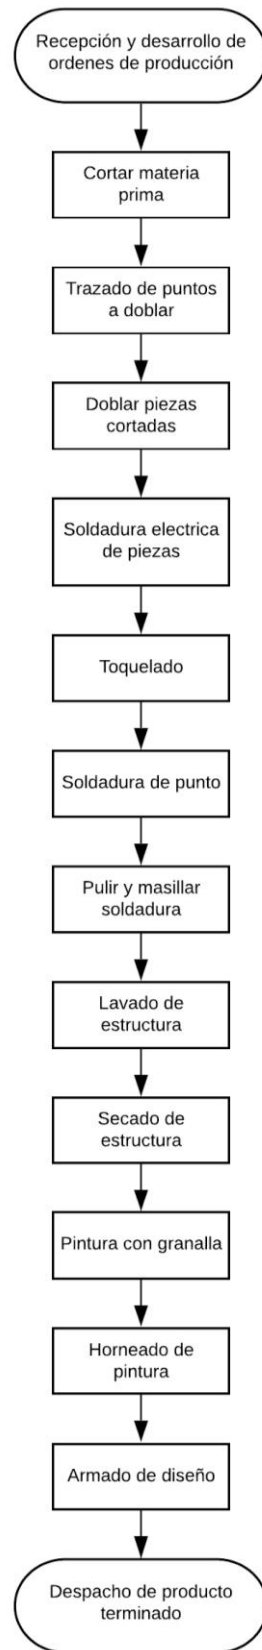 Recepción y desarrollo de
ordenes de producción
Cortar materia
prima
Trazado de puntos
a doblar
Doblar piezas
cortadas
Soldadura electrica
de piezas
Toquelado
Soldadura de punto
Pulir y masillar
soldadura
Lavado de
estructura
Secado de
estructura
Pintura con granalla
Horneado de
pintura
Armado de diseño
Despacho de producto
terminado